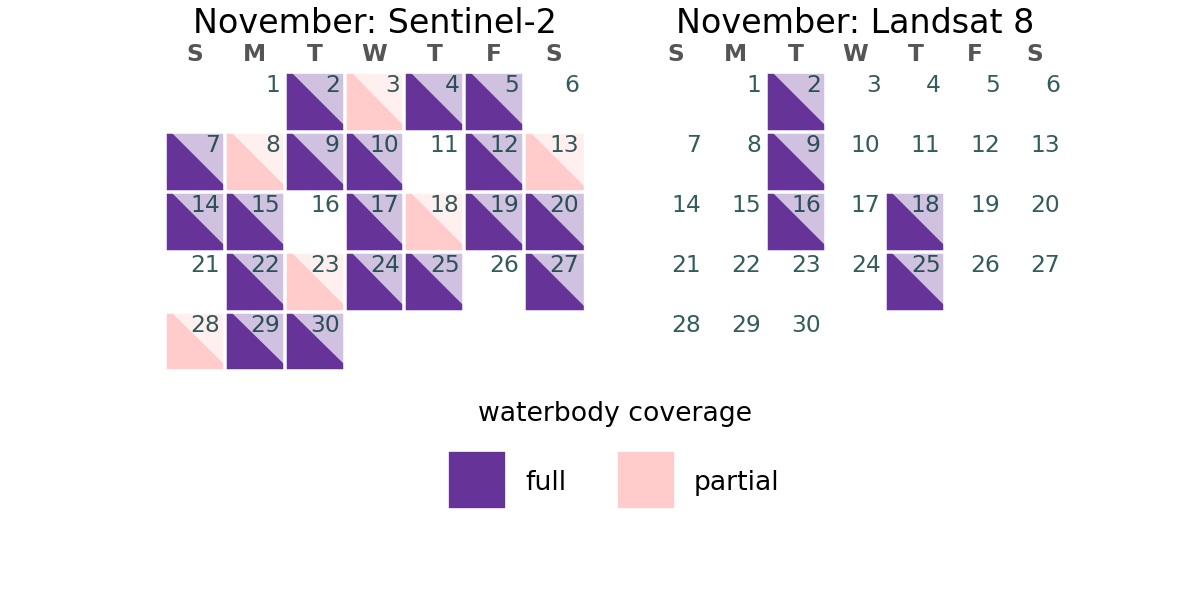 November: Sentinel-2
S M T W T F S
1 2 3 4 5 6
7 8 9 10 11 12 13
14 15 16 17 18 19 20
21 22 23 24 25 26 27
28 29 30
November: Landsat 8
S M T W T F S
1 2 3 4 5 6
7 8 9 10 11 12 13
14 15 16 17 18 19 20
21 22 23 24 25 26 27
28 29 30
waterbody coverage
full partial